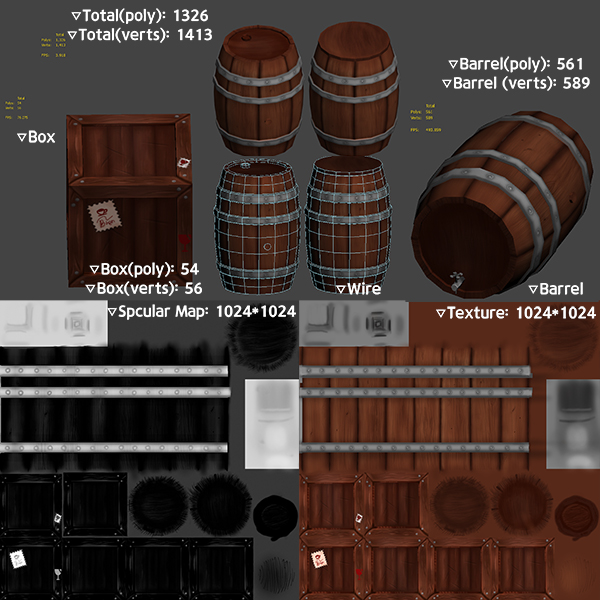 ▽Total(poly): 1326
▽Total(verts): 1413
▽Barrel(poly): 561
▽Barrel (verts): 589
▽Box
▽Box(poly): 54
▽Box(verts): 56
▽Wire
▽Barrel
▽Spcular Map: 1024*1024
▽Texture: 1024*1024